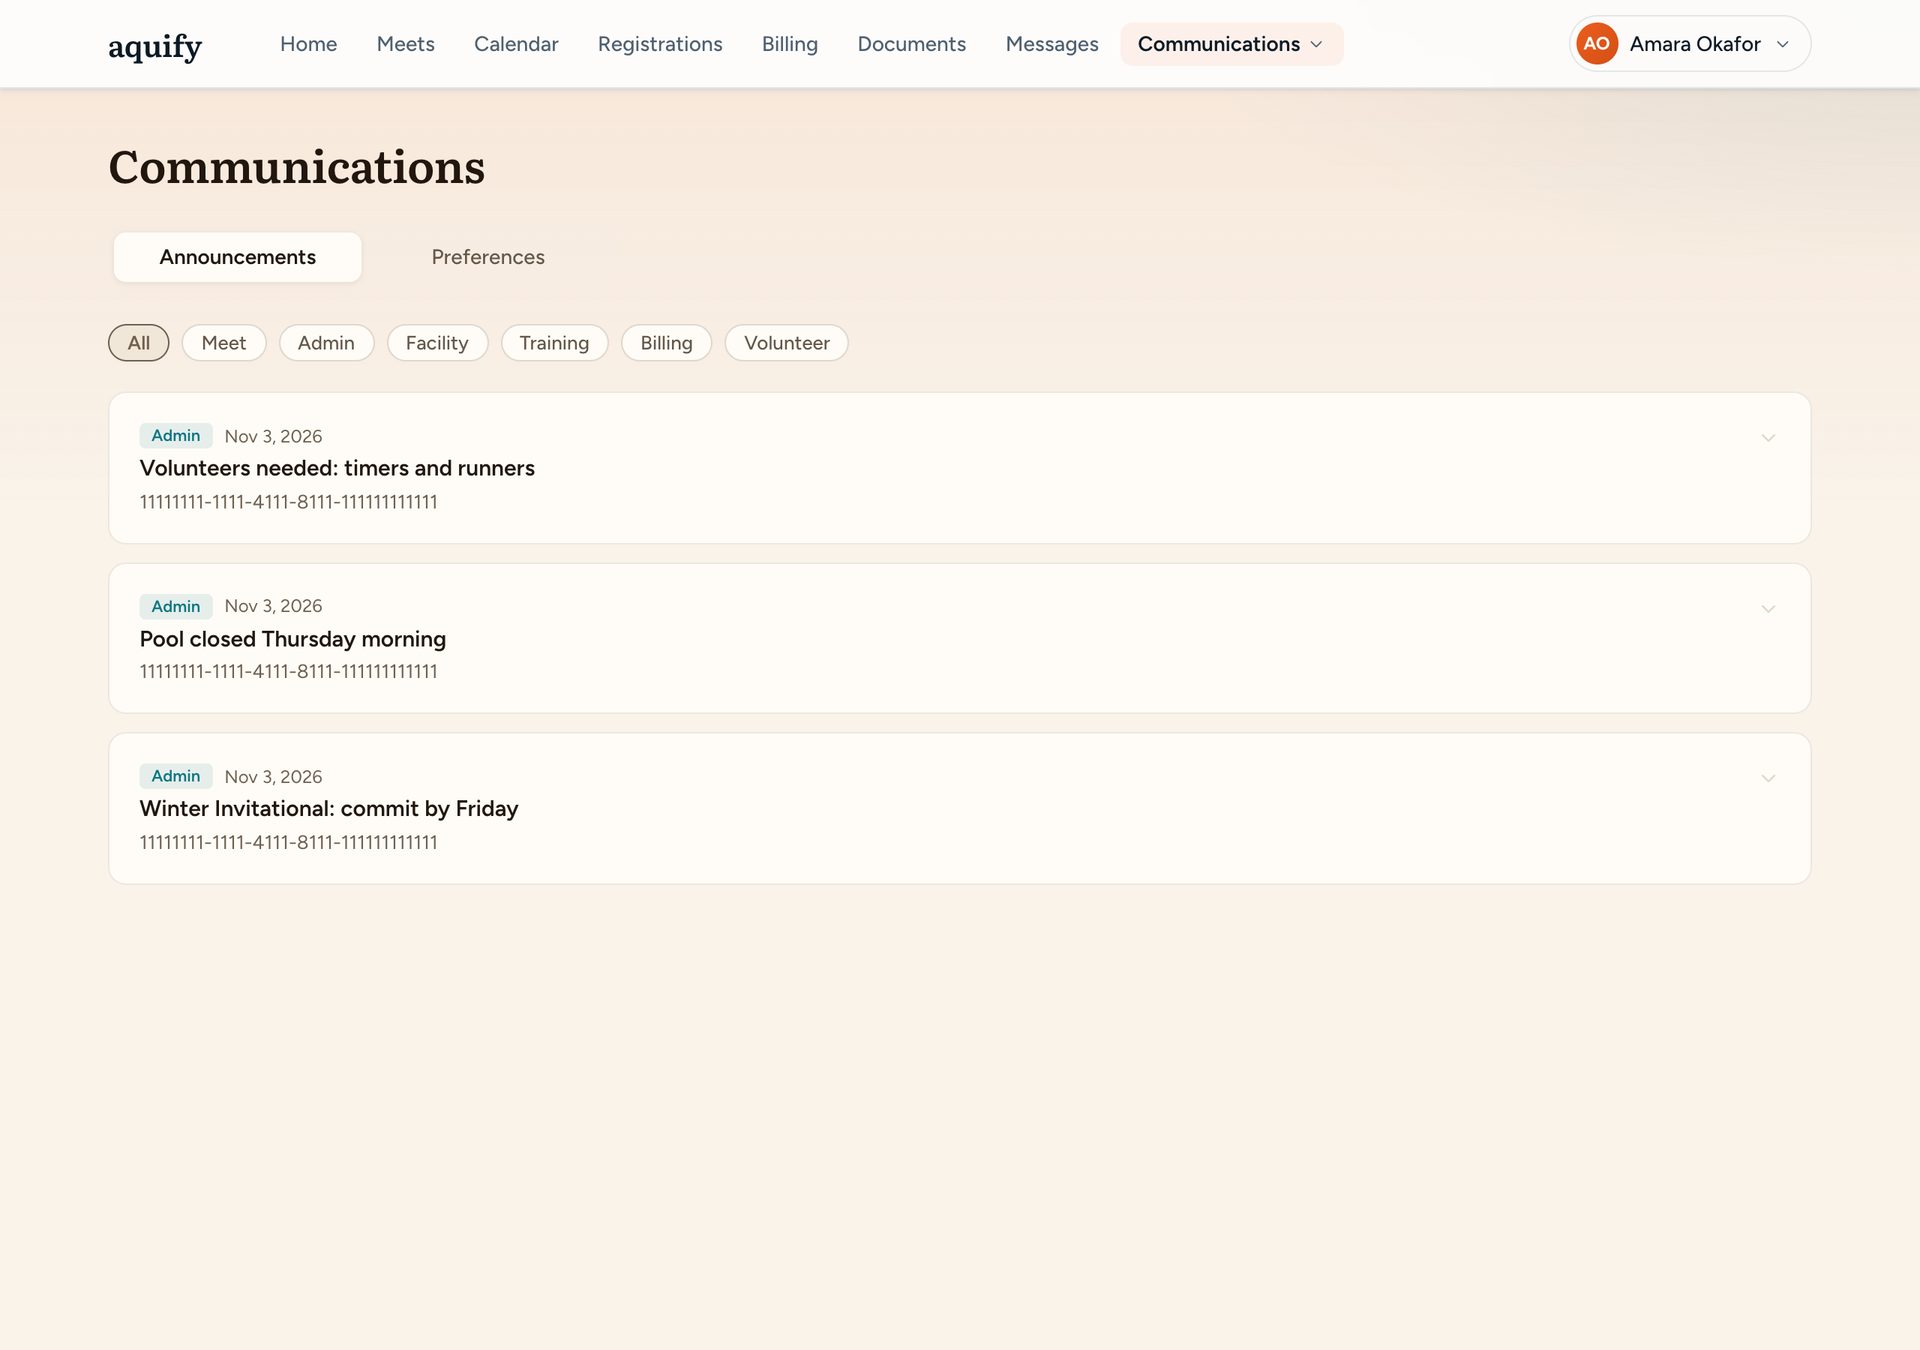 aquify Home Meets Calendar Registrations Billing Documents Messages Communications AO Amara Okafor
Communications
Announcements Preferences
All Meet Admin Facility Training Billing Volunteer
Admin Nov 3, 2026
Volunteers needed: timers and runners
11111111-1111-4111-8111-111111111111
Admin Nov 3, 2026
Pool closed Thursday morning
11111111-1111-4111-8111-111111111111
Admin Nov 3, 2026
Winter Invitational: commit by Friday
11111111-1111-4111-8111-111111111111